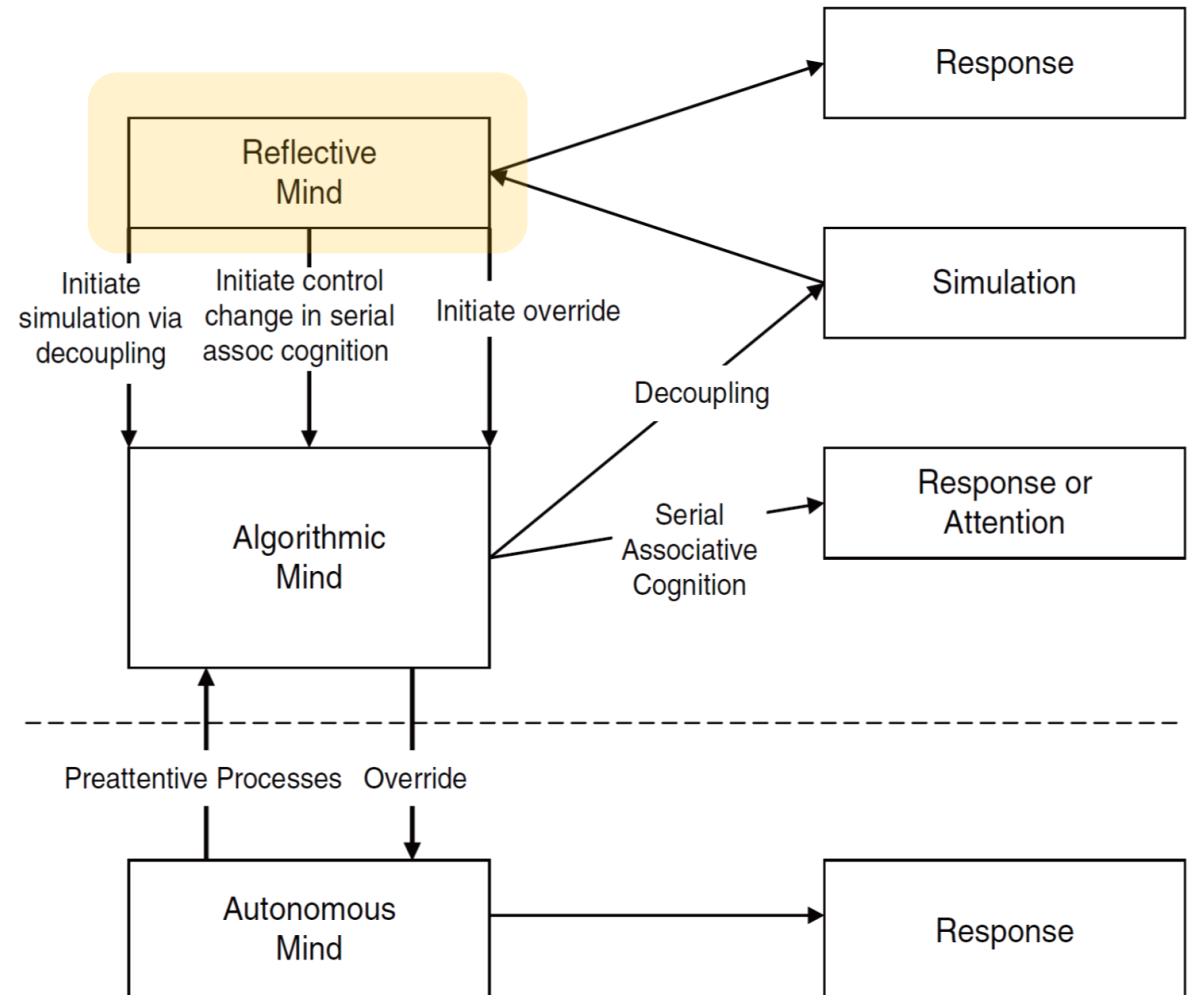 Response
Reflective
Mind
Initiate
simulation via
decoupling
Initiate control
change in serial
assoc cognition
Initiate override
Simulation
Decoupling
Algorithmic
Mind
Serial
Associative
Cognition
Response or
Attention
Preattentive Processes
Override
Autonomous
Mind
Response